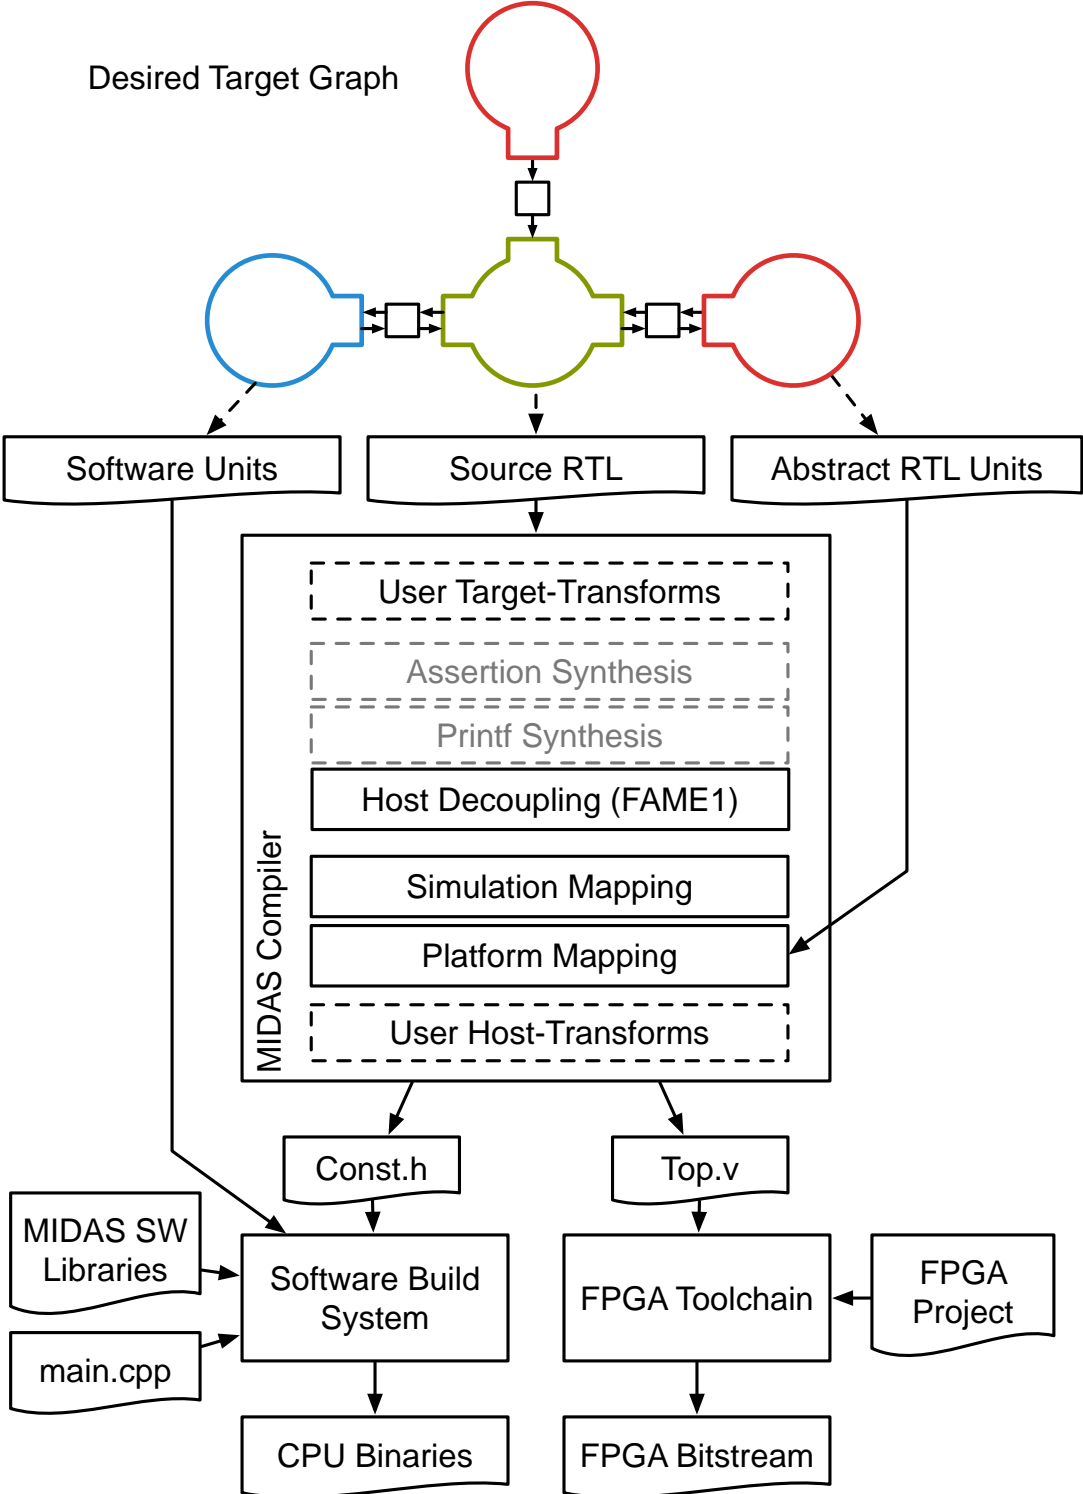 Desired Target Graph
Software Units
Source RTL
Abstract RTL Units
MIDAS Compiler
User Target-Transforms
Assertion Synthesis
Printf Synthesis
Host Decoupling (FAME1)
Simulation Mapping
Platform Mapping
User Host-Transforms
Const.h
Top.v
MIDAS SW
Libraries
main.cpp
Software Build
System
FPGA Toolchain
FPGA
Project
CPU Binaries
FPGA Bitstream